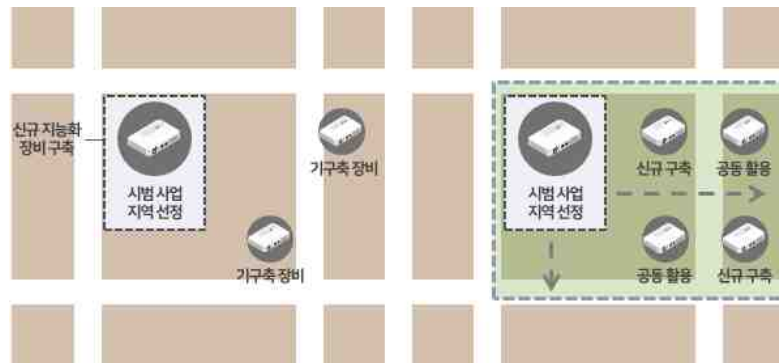 신규 지능화
장비 구축
시범 사업
지역 선정
기구축 장비
기구축 장비
시범 사업
지역 선정
신규 구축
공동 활용
공동 활용
신규 구축